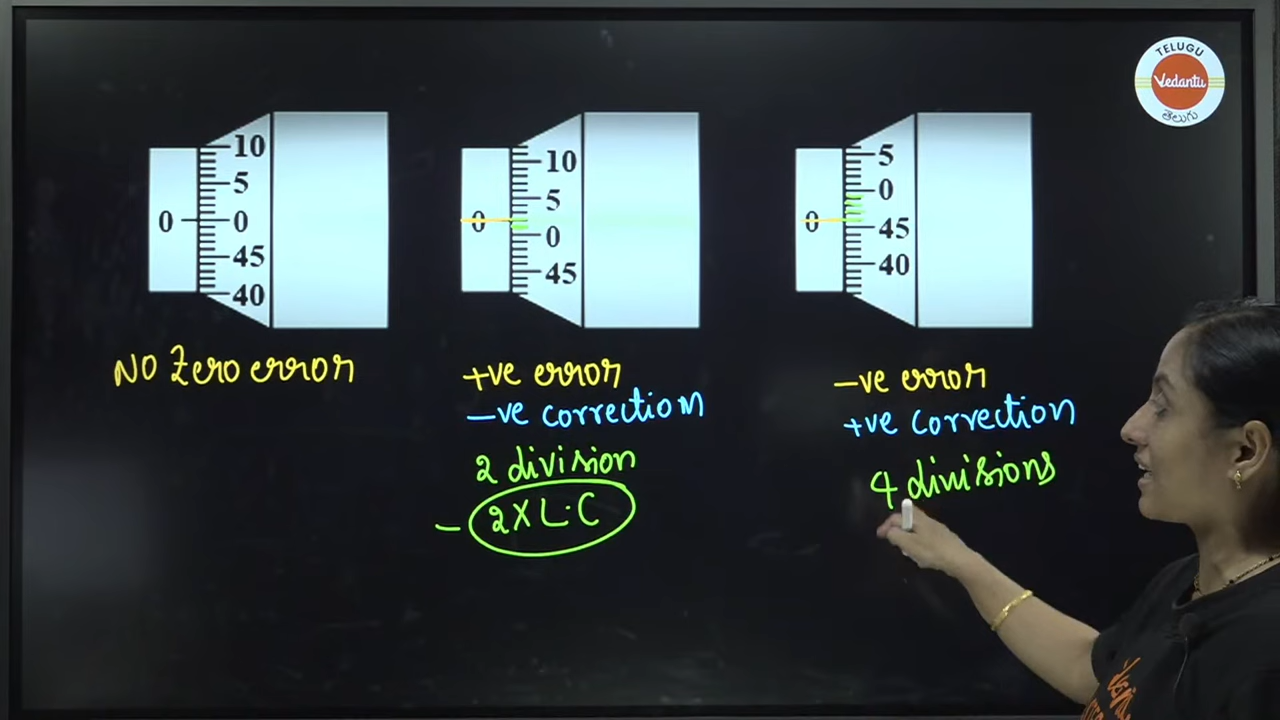 TELUGU
Vedantu
తెలుగు
10
5
0 0
45
40
10
5
0
0
45
5
0
0
45
40
No Zero error
+ve error
-ve correction
2 division
- 2 X L.C
-ve error
+ve correction
4 divisions